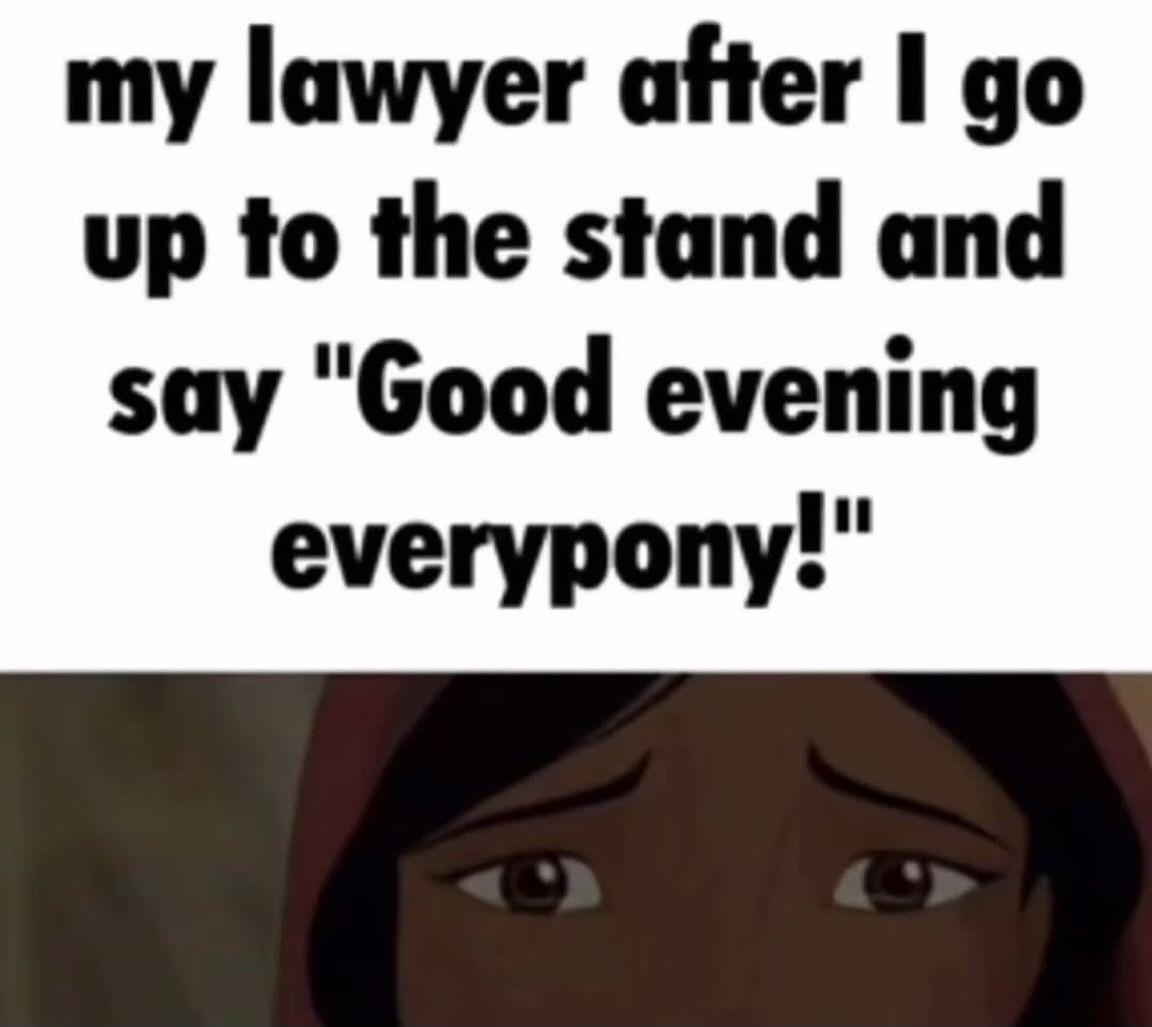 my lawyer after I go
up to the stand and
say "Good evening
everypony!"